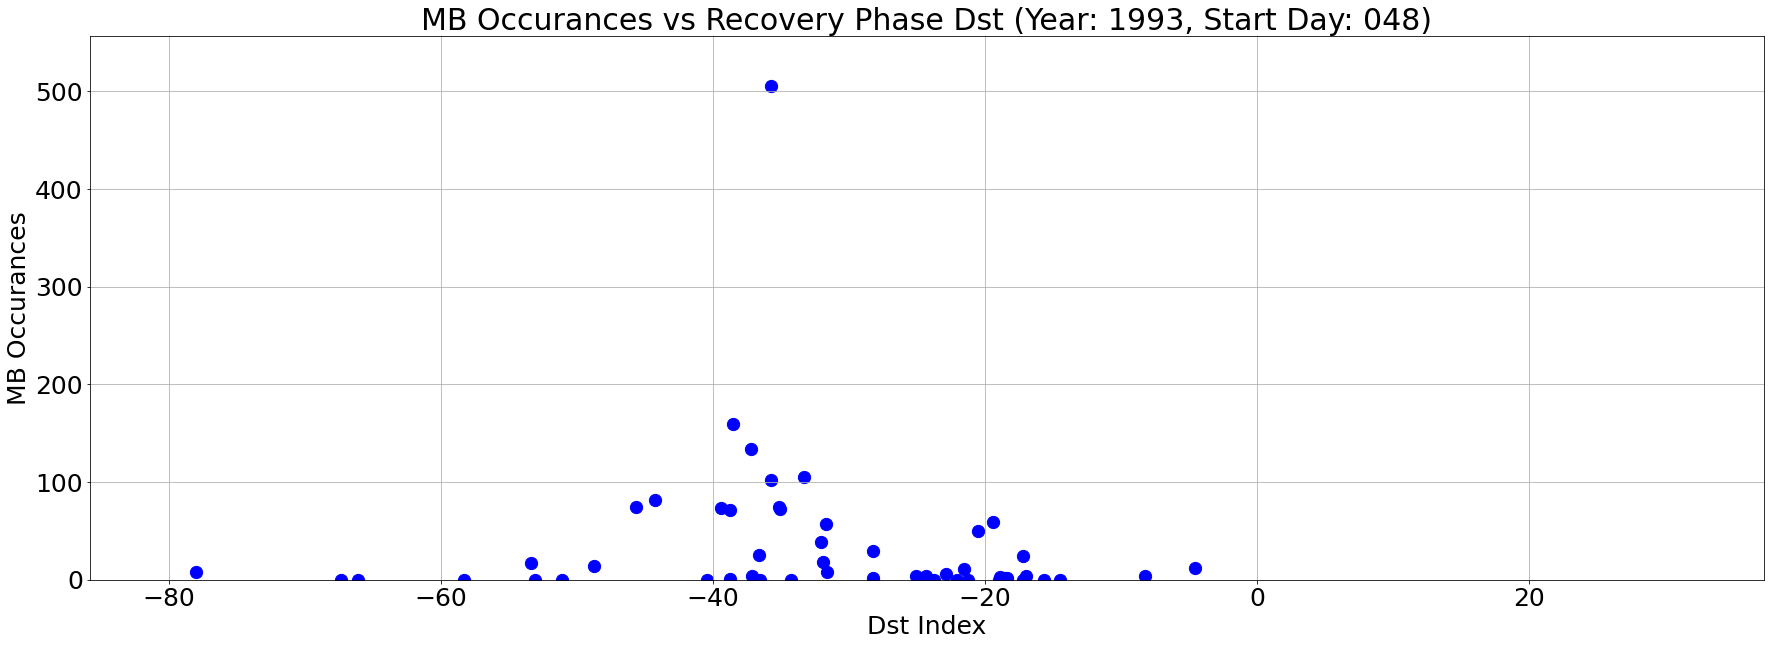 MB Occurances vs Recovery Phase Dst (Year: 1993, Start Day: 048)
500
400
300
200
100
0
MB Occurances
−80 −60 −40 −20 0 20
Dst Index